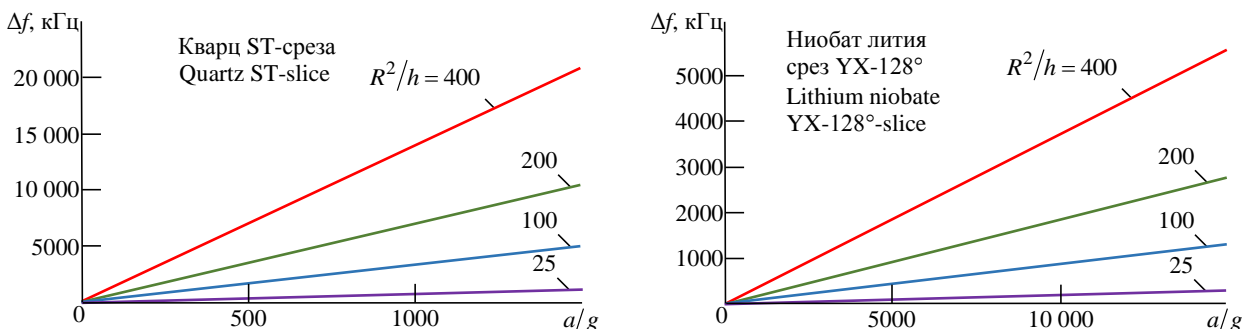 Δf, кГц
Кварц ST-среза
Quartz ST-slice
R²/h = 400
20 000
15 000
10 000
5000
200
100
25
0
500
1000
a/g
Δf, кГц
Ниобат лития
срез YX-128°
Lithium niobate
YX-128°-slice
R²/h = 400
5000
4000
3000
2000
1000
200
100
25
0
5000
10 000
a/g